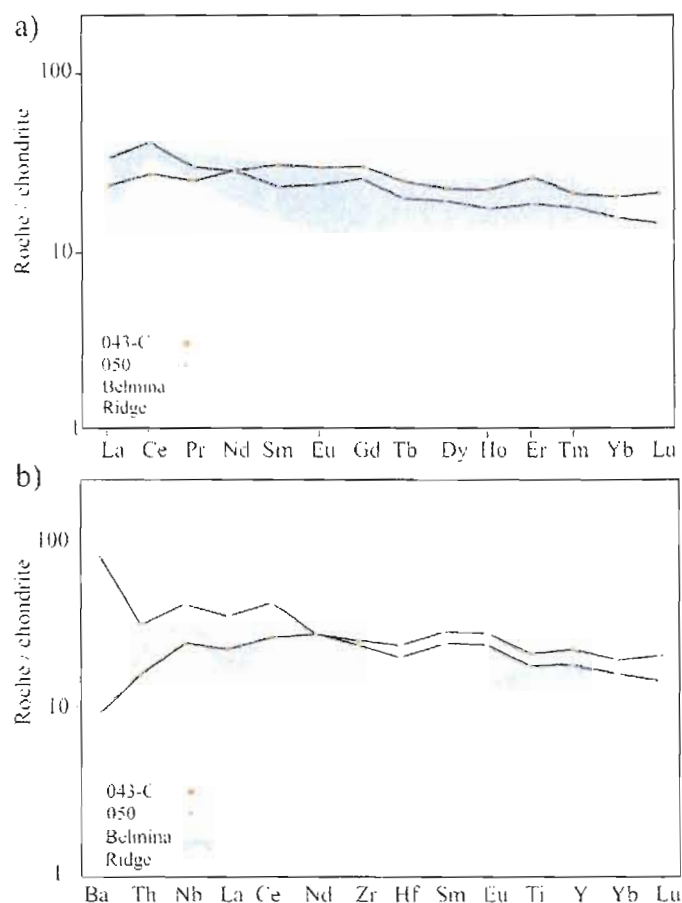 a)
100
10
1
Roche / chondrite
043-C
050
Belmina
Ridge
La Ce Pr Nd Sm Eu Gd Tb Dy Ho Er Tm Yb Lu
b)
100
10
1
Roche / chondrite
043-C
050
Belmina
Ridge
Ba Th Nb La Ce Nd Zr Hf Sm Eu Ti Y Yb Lu